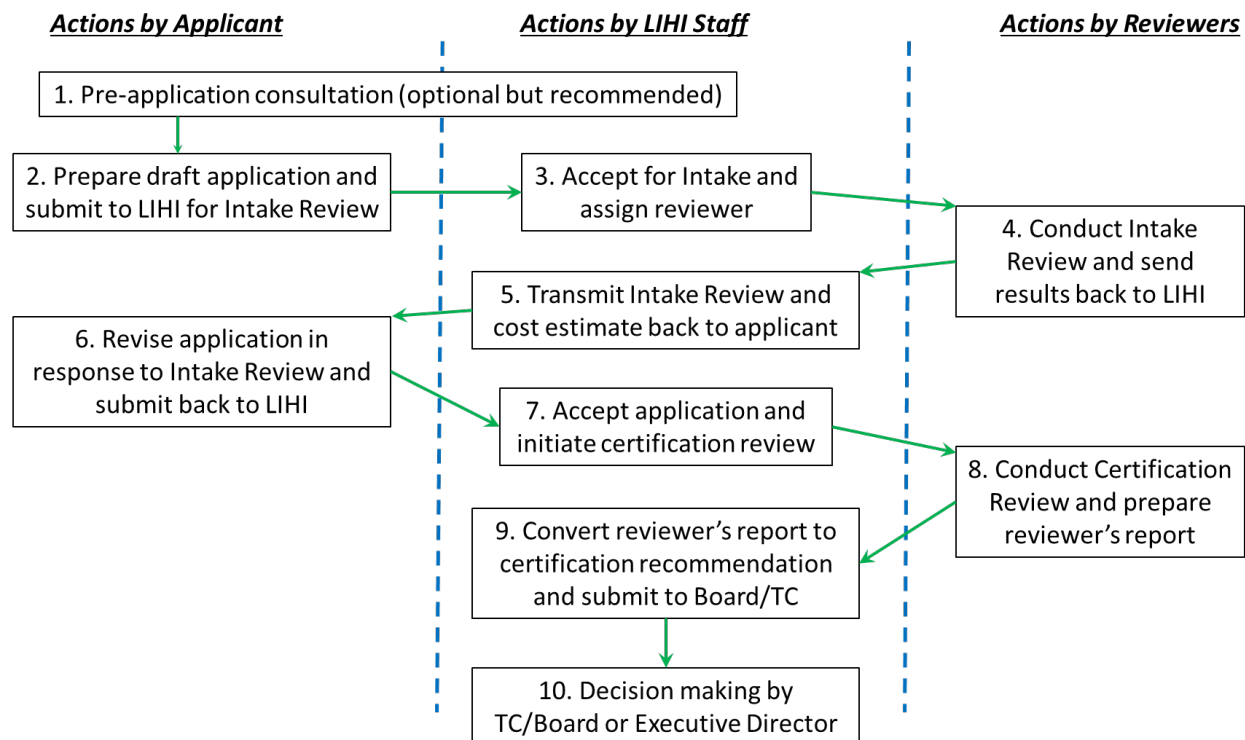 Actions by Applicant
Actions by LIHI Staff
Actions by Reviewers
1. Pre-application consultation (optional but recommended)
2. Prepare draft application and
submit to LIHI for Intake Review
3. Accept for Intake and
assign reviewer
4. Conduct Intake
Review and send
results back to LIHI
5. Transmit Intake Review and
cost estimate back to applicant
6. Revise application in
response to Intake Review and
submit back to LIHI
7. Accept application and
initiate certification review
8. Conduct Certification
Review and prepare
reviewer’s report
9. Convert reviewer’s report to
certification recommendation
and submit to Board/TC
10. Decision making by
TC/Board or Executive Director